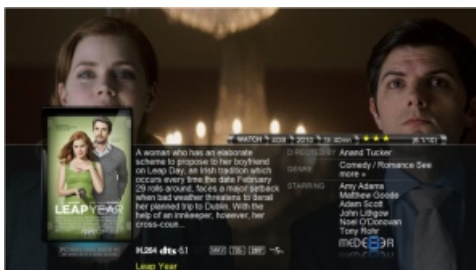 WATCH
2010
DIRECTED BY Anand Tucker
GENRE Comedy / Romance See
more »
STARRING Amy Adams
Matthew Goode
Adam Scott
John Lithgow
Noel O'Donovan
Tony Rohr
A woman who has an elaborate
scheme to propose to her boyfriend
on Leap Day, an Irish tradition which
occurs every time the date February
29 rolls around, faces a major setback
when bad weather threatens to derail
her planned trip to Dublin. With the
help of an innkeeper, however, her
cross-coun...
LEAP YEAR
H.264 dts 5.1
MEDE8ER
Leap Year